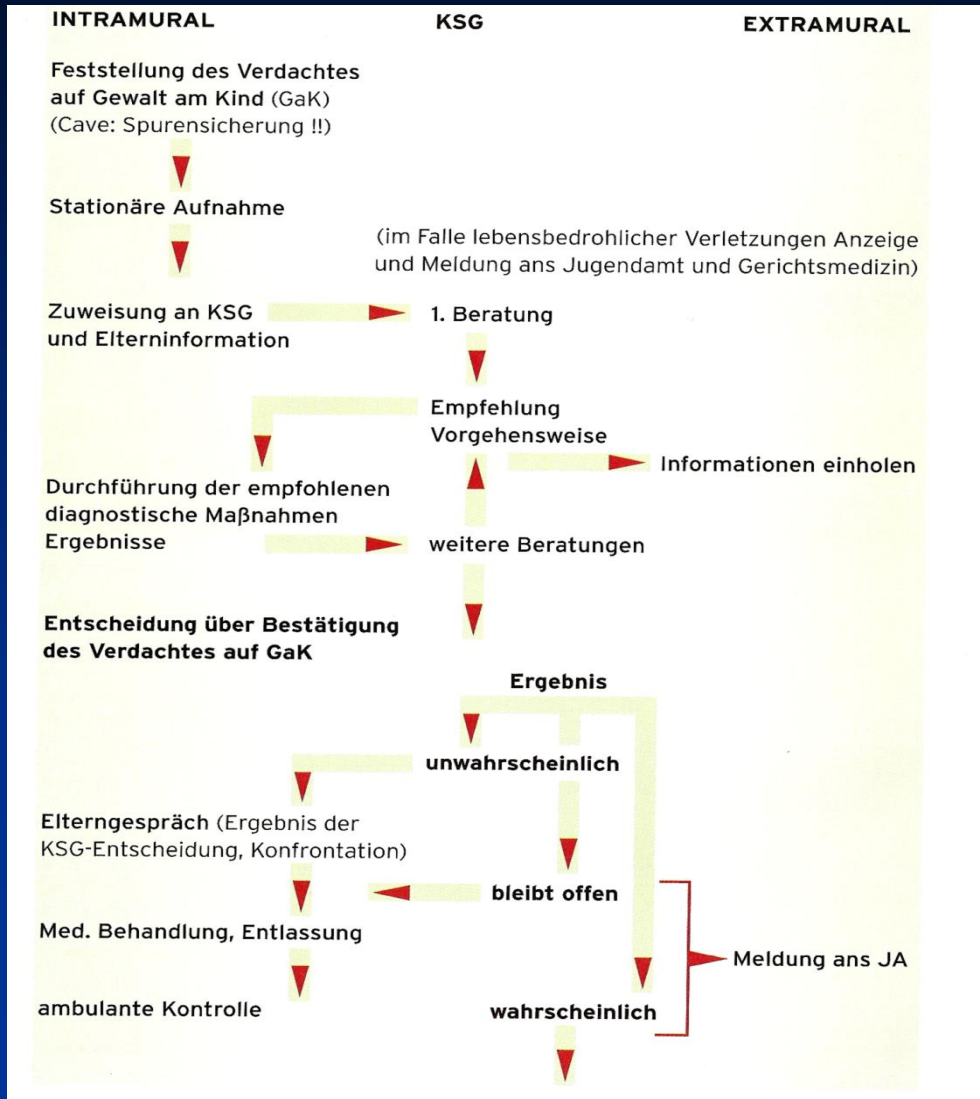 INTRAMURAL
KSG
EXTRAMURAL
Feststellung des Verdachtes
auf Gewalt am Kind (GaK)
(Cave: Spurensicherung !!)
Stationäre Aufnahme
(im Falle lebensbedrohlicher Verletzungen Anzeige
und Meldung ans Jugendamt und Gerichtsmedizin)
Zuweisung an KSG
und Elterninformation
1. Beratung
Empfehlung
Vorgehensweise
Informationen einholen
Durchführung der empfohlenen
diagnostische Maßnahmen
Ergebnisse
weitere Beratungen
Entscheidung über Bestätigung
des Verdachtes auf GaK
Ergebnis
unwahrscheinlich
Elterngespräch (Ergebnis der
KSG-Entscheidung, Konfrontation)
bleibt offen
Med. Behandlung, Entlassung
Meldung ans JA
ambulante Kontrolle
wahrscheinlich